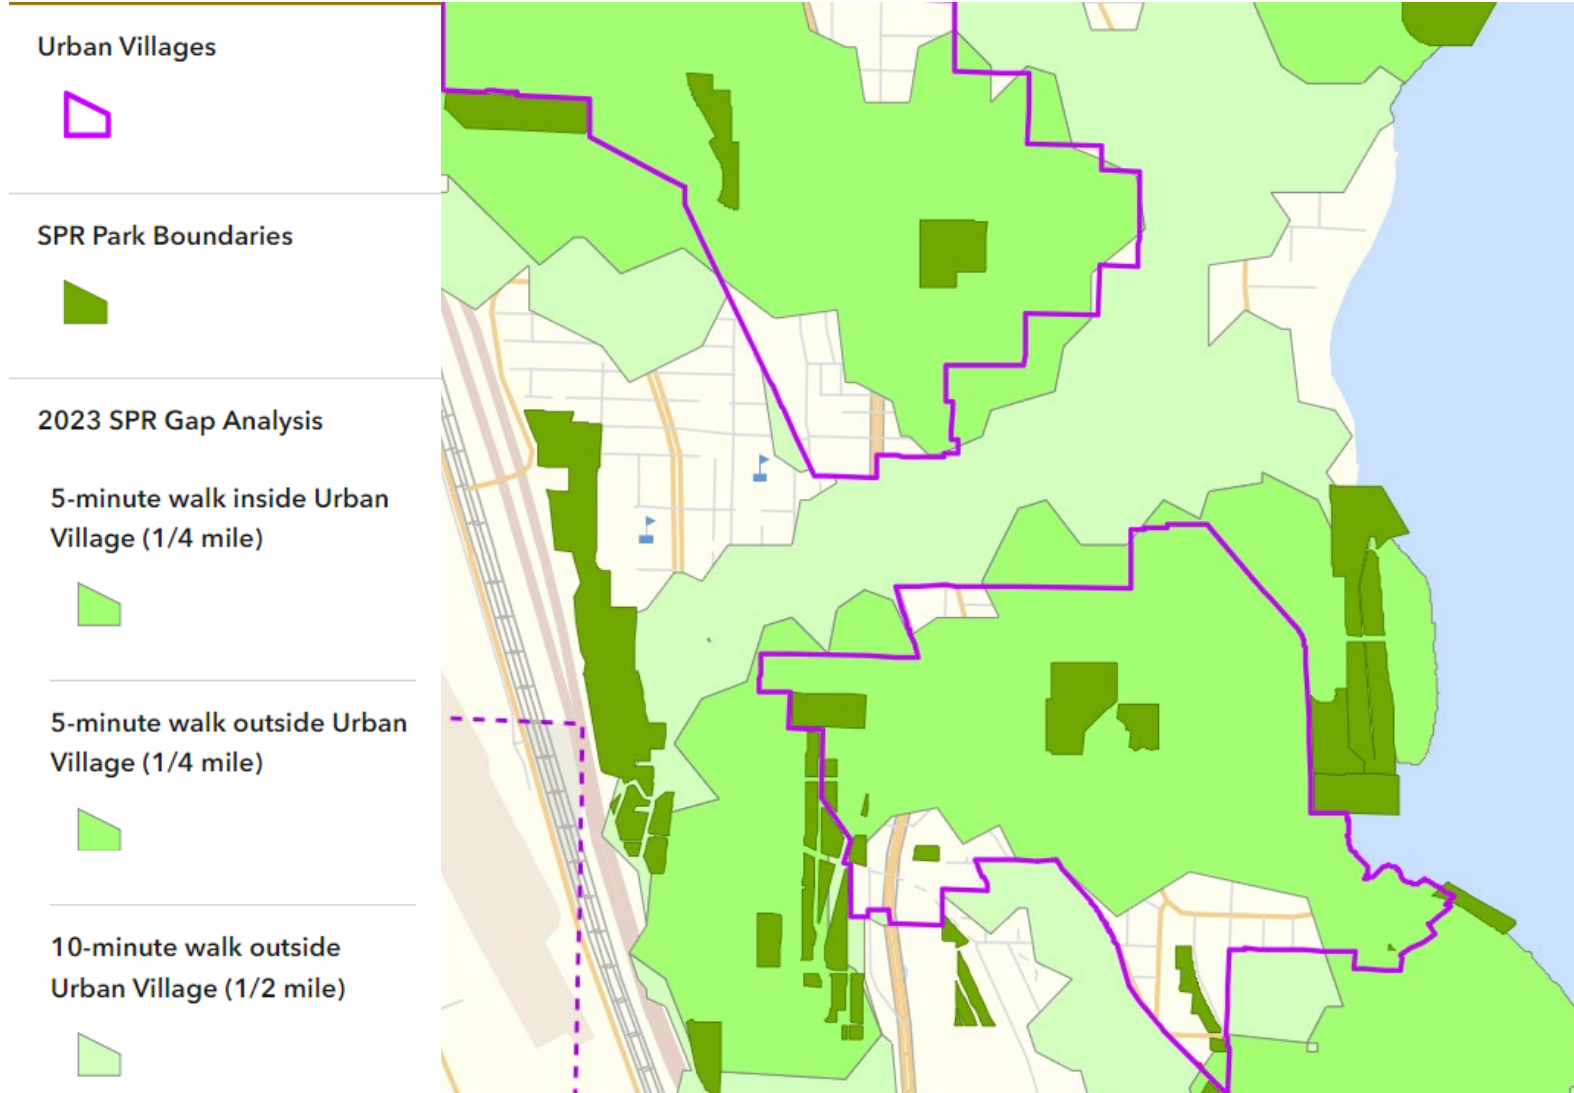 Urban Villages
SPR Park Boundaries
2023 SPR Gap Analysis
5-minute walk inside Urban
Village (1/4 mile)
5-minute walk outside Urban
Village (1/4 mile)
10-minute walk outside
Urban Village (1/2 mile)